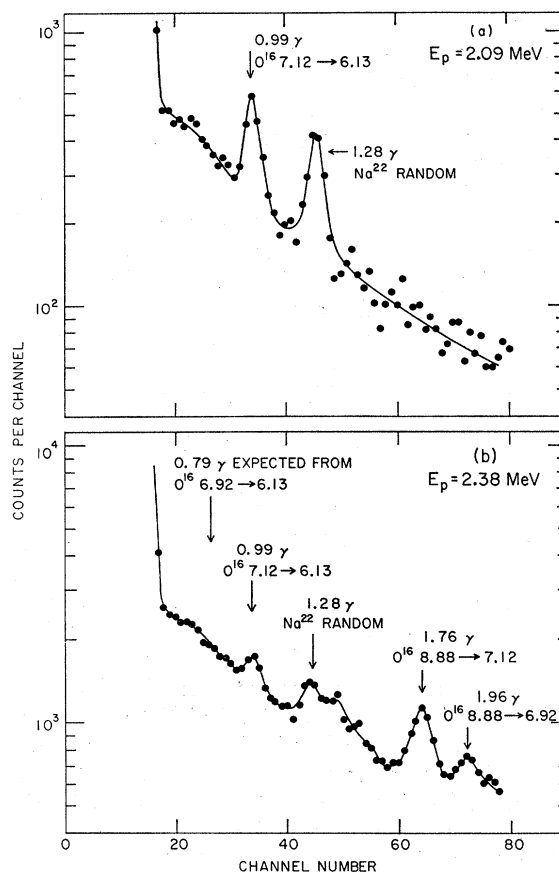 COUNTS PER CHANNEL
10³
10²
(a)
Eₚ = 2.09 MeV
0.99 γ
O¹⁶ 7.12 → 6.13
← 1.28 γ
Na²² RANDOM
10⁴
10³
(b)
Eₚ = 2.38 MeV
0.79 γ EXPECTED FROM
O¹⁶ 6.92 → 6.13
0.99 γ
O¹⁶ 7.12 → 6.13
1.28 γ
Na²² RANDOM
1.76 γ
O¹⁶ 8.88 → 7.12
1.96 γ
O¹⁶ 8.88 → 6.92
0 20 40 60 80
CHANNEL NUMBER